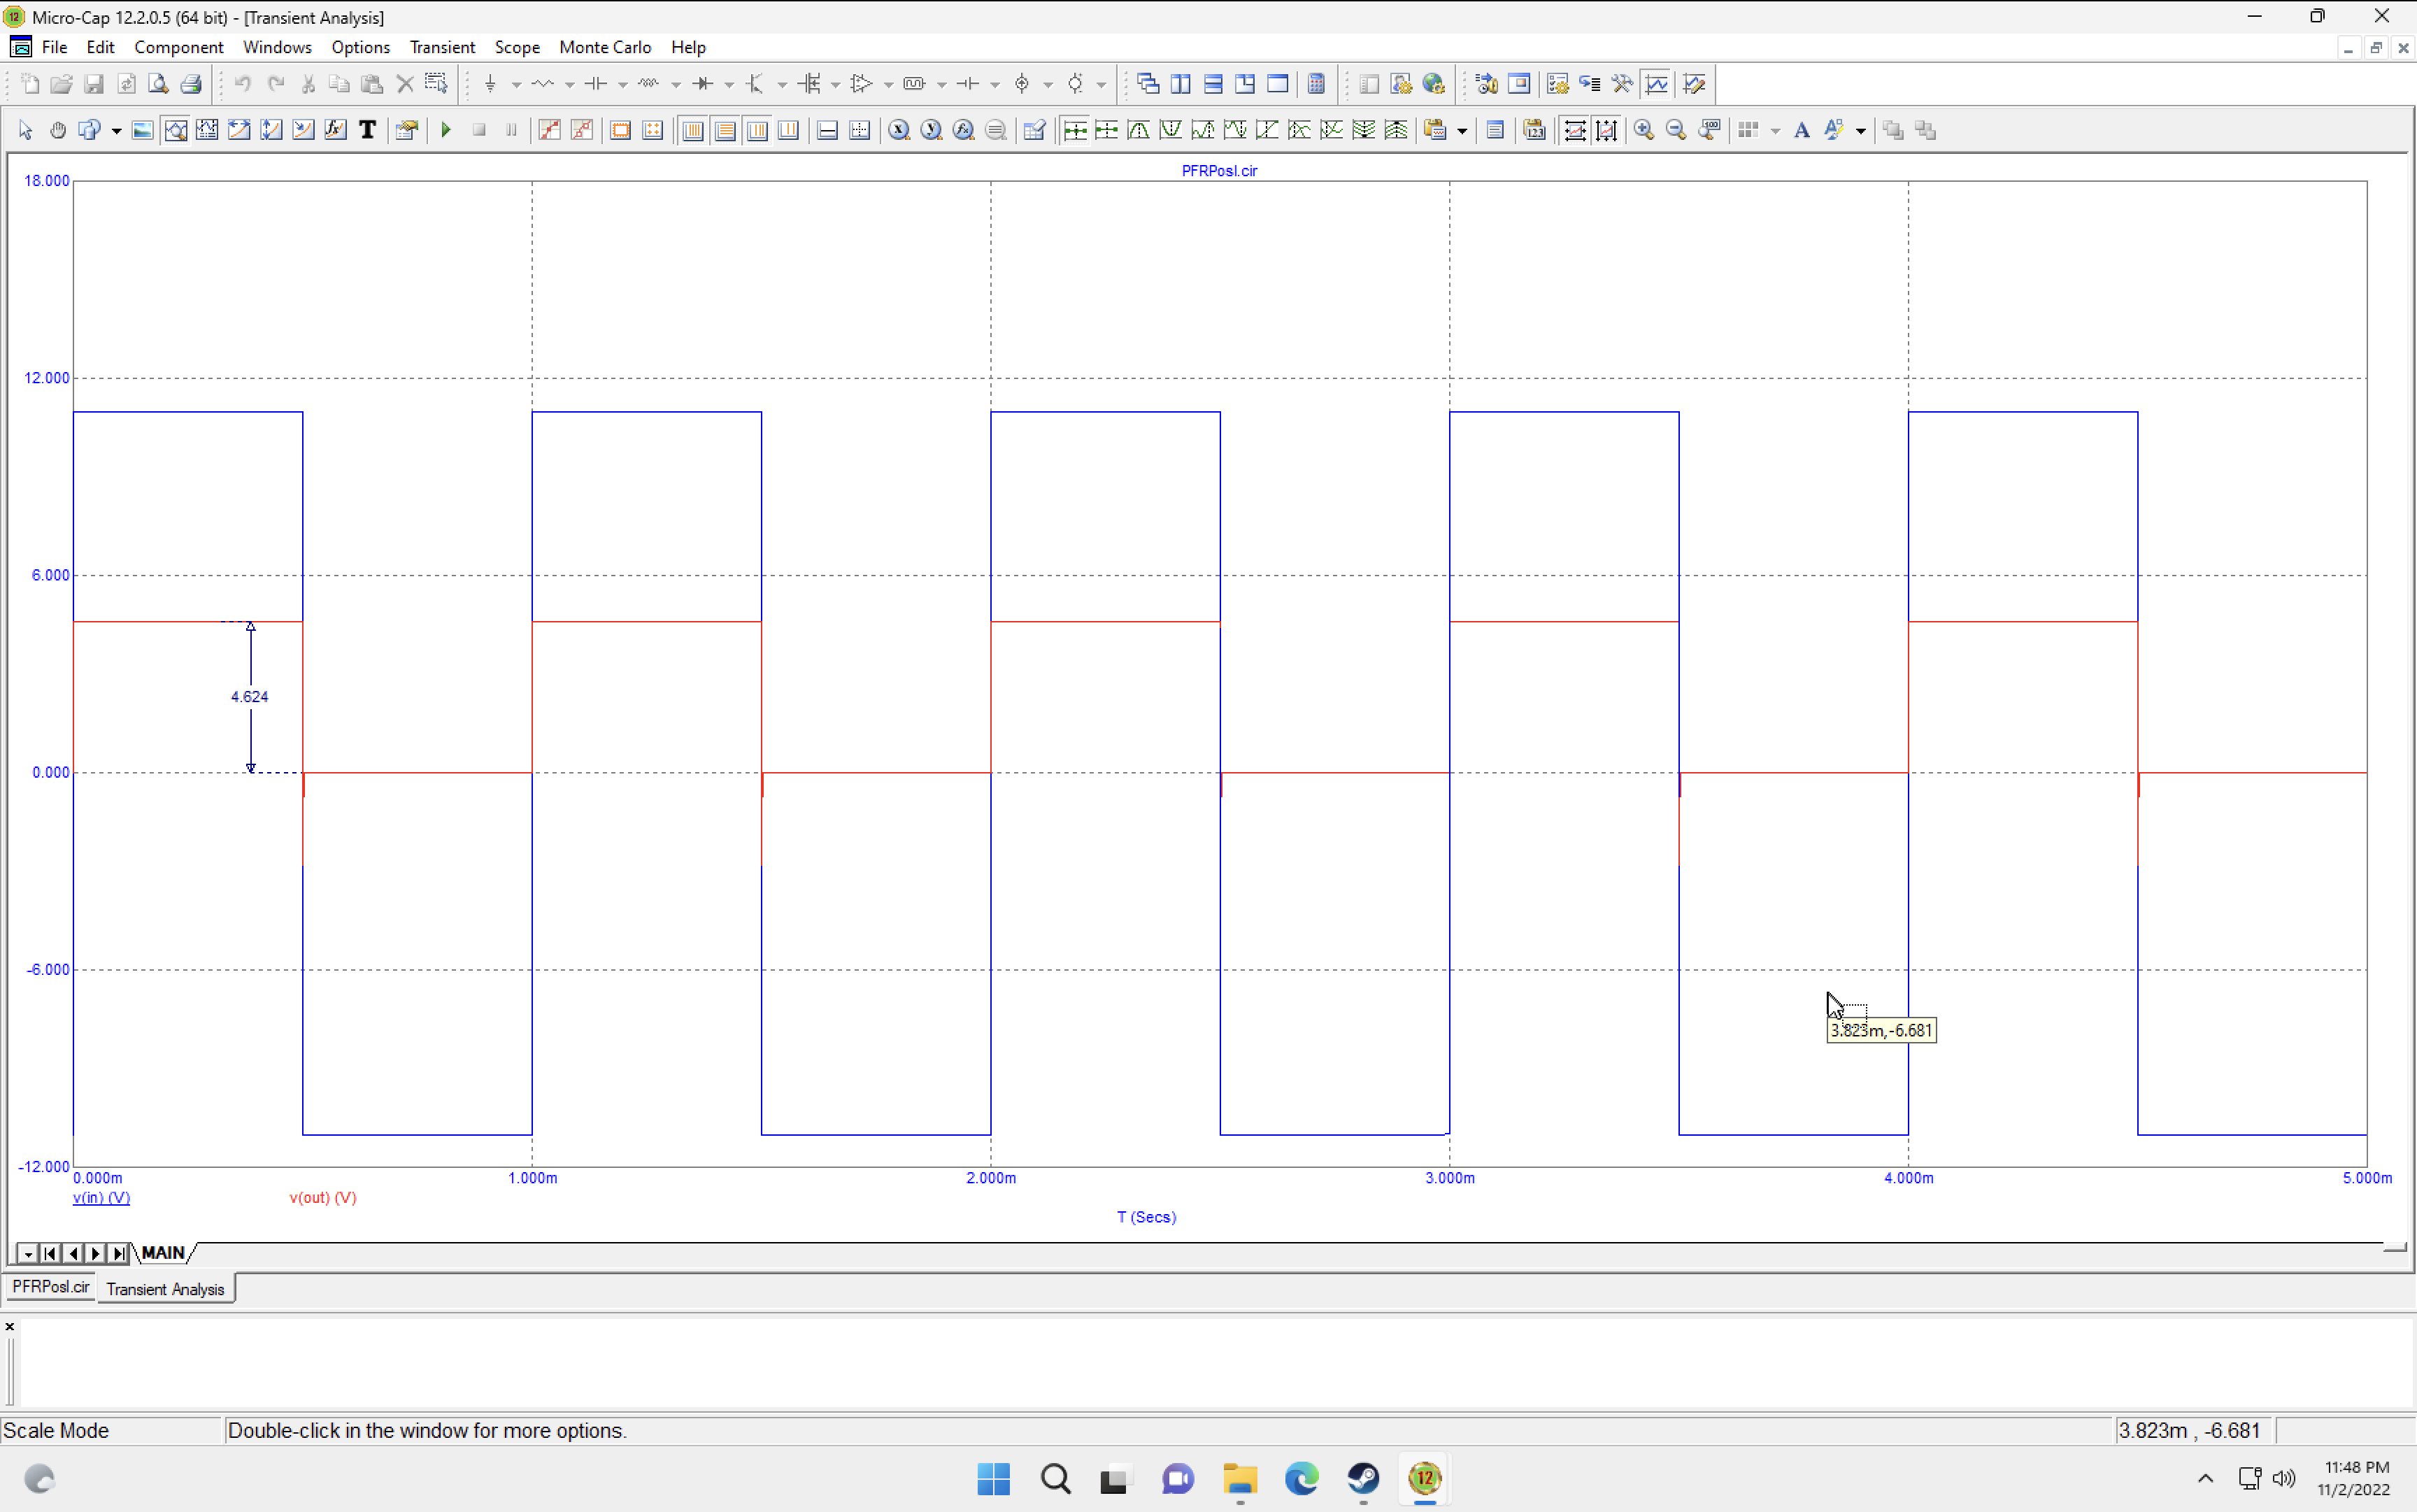 Micro-Cap 12.2.0.5 (64 bit) - [Transient Analysis]
File Edit Component Windows Options Transient Scope Monte Carlo Help
PFRPosI.cir
18.000
12.000
6.000
4.624
0.000
-6.000
3.823m,-6.681
-12.000
0.000m 1.000m 2.000m 3.000m 4.000m 5.000m
v(in) (V) v(out) (V)
T (Secs)
MAIN
PFRPosI.cir Transient Analysis
Scale Mode Double-click in the window for more options. 3.823m , -6.681
11:48 PM
11/2/2022